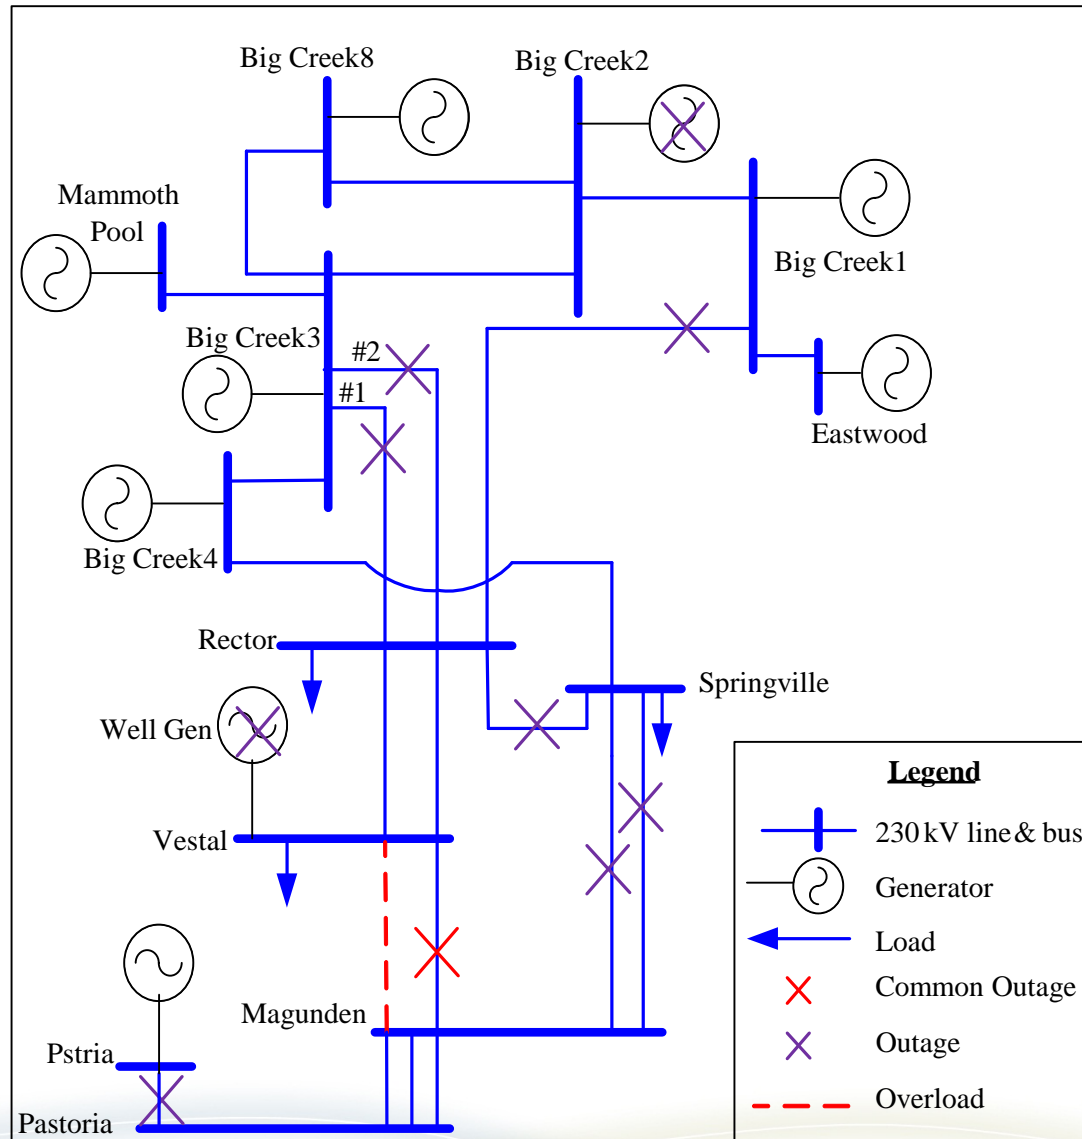 Big Creek8
Big Creek2
Mammoth
Pool
Big Creek1
Big Creek3
#2
#1
Eastwood
Big Creek4
Rector
Springville
Well Gen
Legend
Vestal
230 kV line & bus
Generator
Load
Magunden
Common Outage
Outage
Pstria
Overload
Pastoria